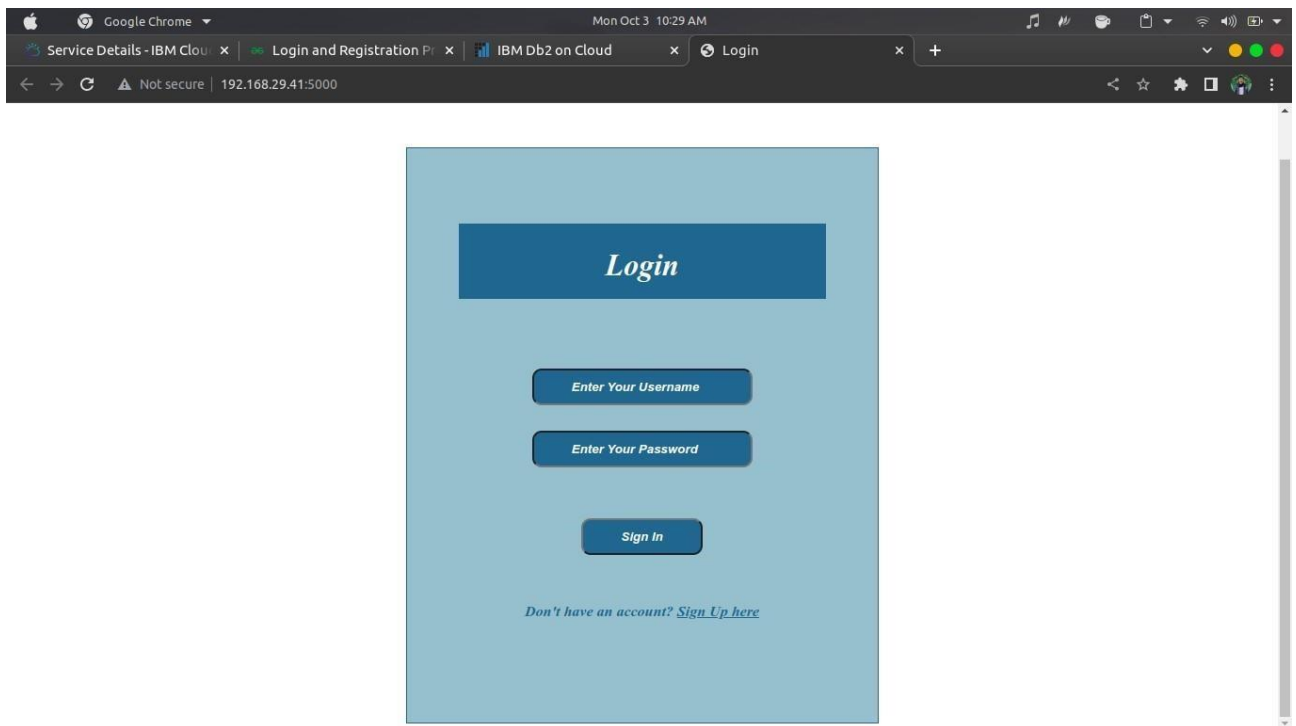 Google Chrome
Mon Oct 3 10:29 AM
Service Details - IBM Clou
Login and Registration Pr
IBM Db2 on Cloud
Login
Not secure | 192.168.29.41:5000
Login
Enter Your Username
Enter Your Password
Sign In
Don't have an account? Sign Up here